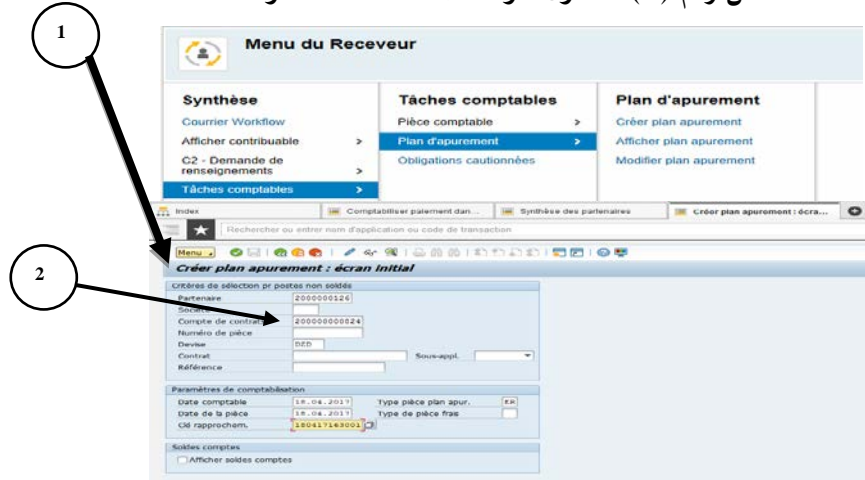 1
Menu du Receveur
Synthèse
Courrier Workflow
Afficher contribuable >
C2 - Demande de renseignements >
Tâches comptables >
Tâches comptables
Pièce comptable >
Plan d'apurement >
Obligations cautionnées
Plan d'apurement
Créer plan apurement
Afficher plan apurement
Modifier plan apurement
Index
Comptabiliser paiement dan...
Synthèse des partenaires
Créer plan apurement : écra...
Rechercher ou entrer nom d'application ou code de transaction
Menu
Créer plan apurement : écran initial
2
Critères de sélection pr postes non soldés
Partenaire 2000000126
Société
Compte de contrat 200000000024
Numéro de pièce
Devise DZD
Contrat Sous-appl.
Référence
Paramètres de comptabilisation
Date comptable 18.04.2017 Type pièce plan apur. ER
Date de la pièce 18.04.2017 Type de pièce frais
Clé rapprochem. 180417163001
Soldes comptes
Afficher soldes comptes